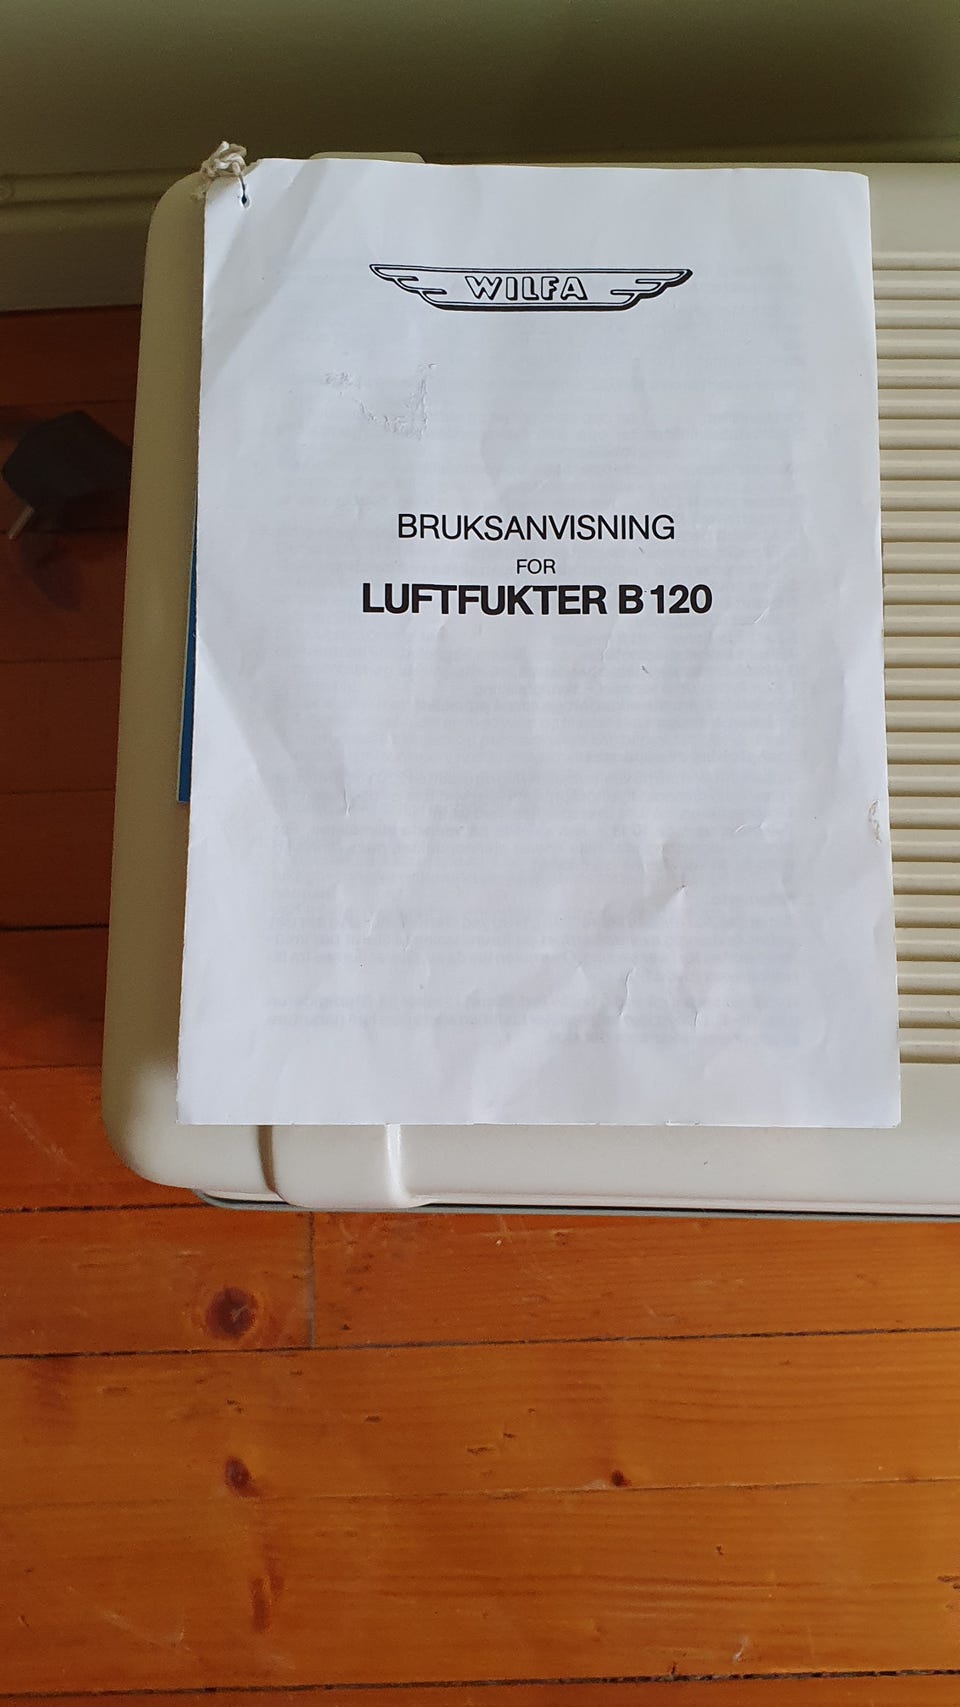 WILFA
BRUKSANVISNING
FOR
LUFTFUKTER B 120